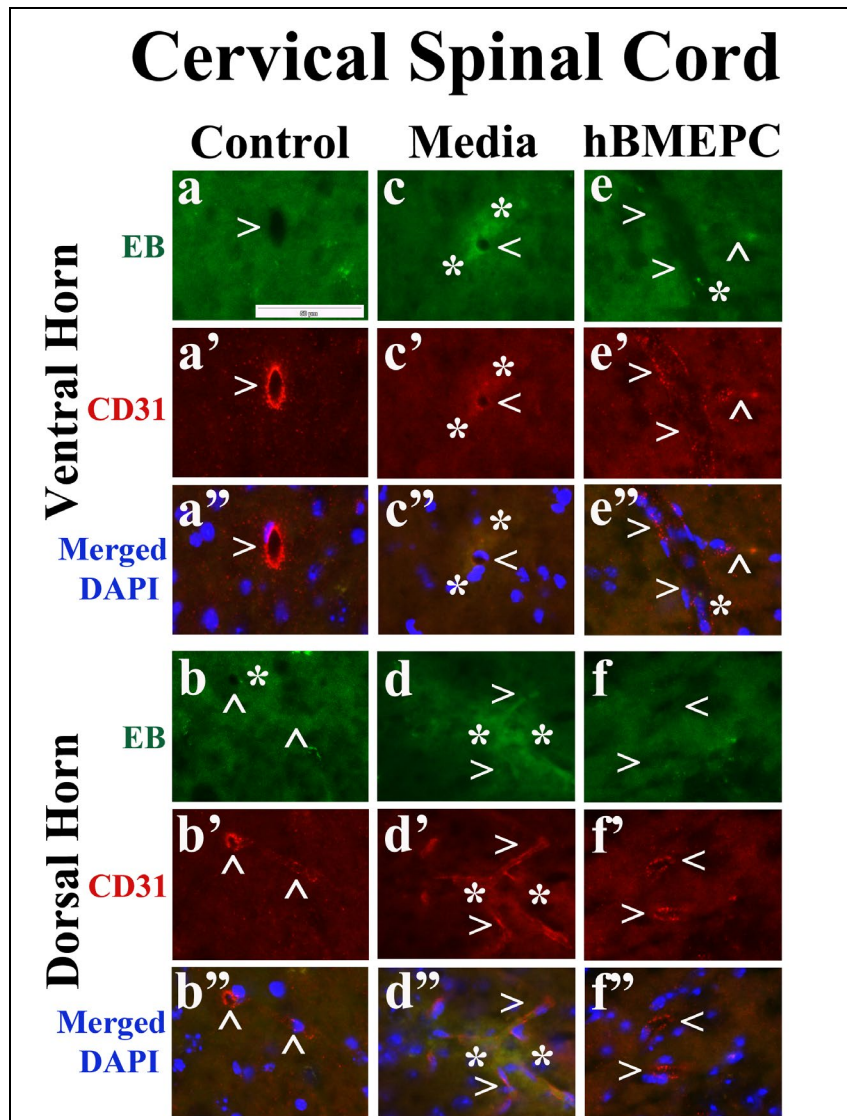 Cervical Spinal Cord
Control Media hBMEPC
Ventral Horn
EB
a > c * * < e > > ^ *
CD31
a’ > c’ * * < e’ > > ^
Merged
DAPI
a” > c” * * < e” > > ^ *
Dorsal Horn
EB
b * ^ ^ d > * * > f < >
CD31
b’ ^ ^ d’ > * * > f’ < >
Merged
DAPI
b” ^ ^ d” > * * > f” < >